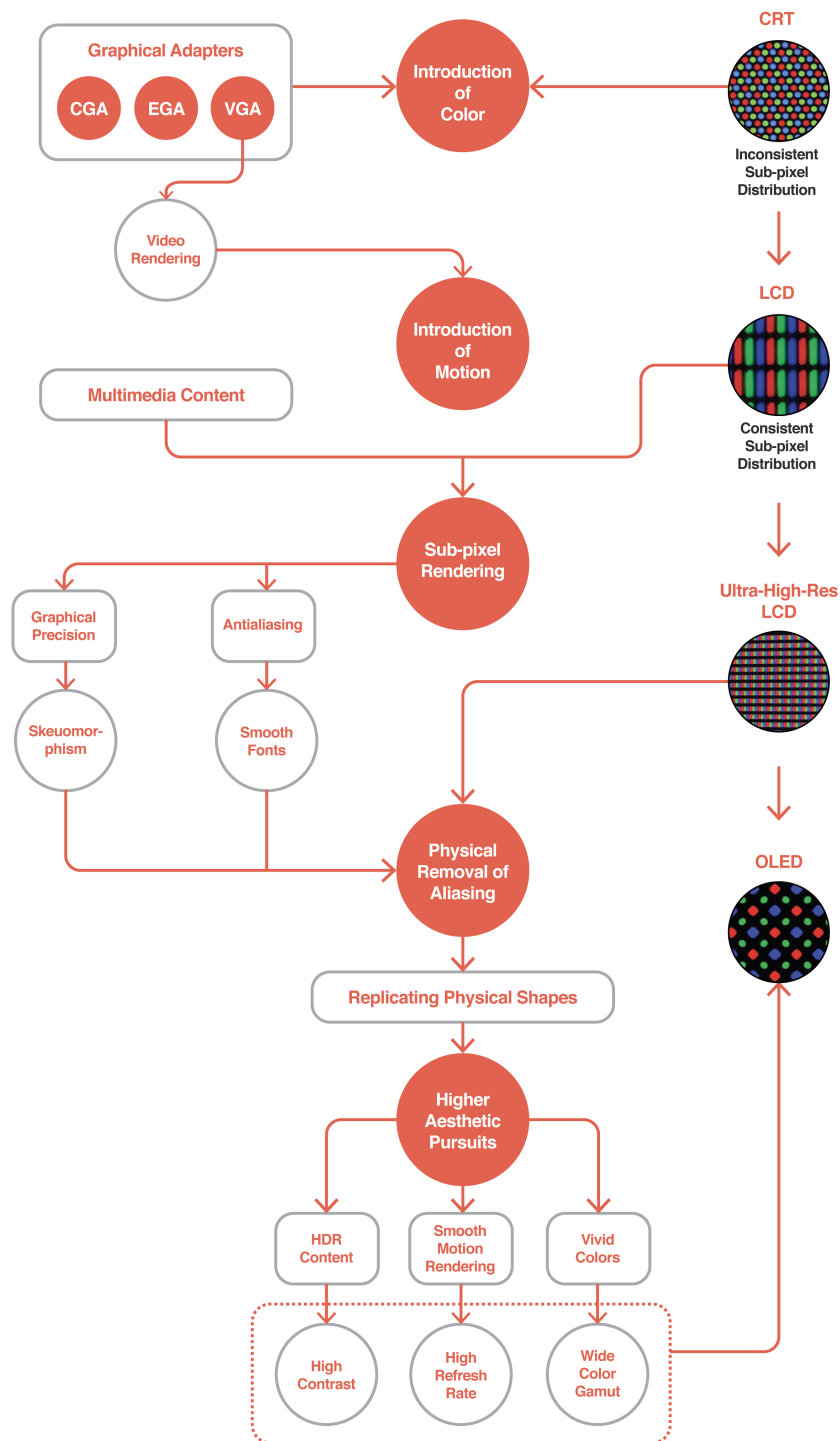 Graphical Adapters
CGA
EGA
VGA
Introduction
of
Color
CRT
Inconsistent
Sub-pixel
Distribution
Video
Rendering
Introduction
of
Motion
LCD
Consistent
Sub-pixel
Distribution
Multimedia Content
Sub-pixel
Rendering
Graphical
Precision
Antialiasing
Ultra-High-Res
LCD
Skeuomor-
phism
Smooth
Fonts
Physical
Removal of
Aliasing
OLED
Replicating Physical Shapes
Higher
Aesthetic
Pursuits
HDR
Content
Smooth
Motion
Rendering
Vivid
Colors
High
Contrast
High
Refresh
Rate
Wide
Color
Gamut